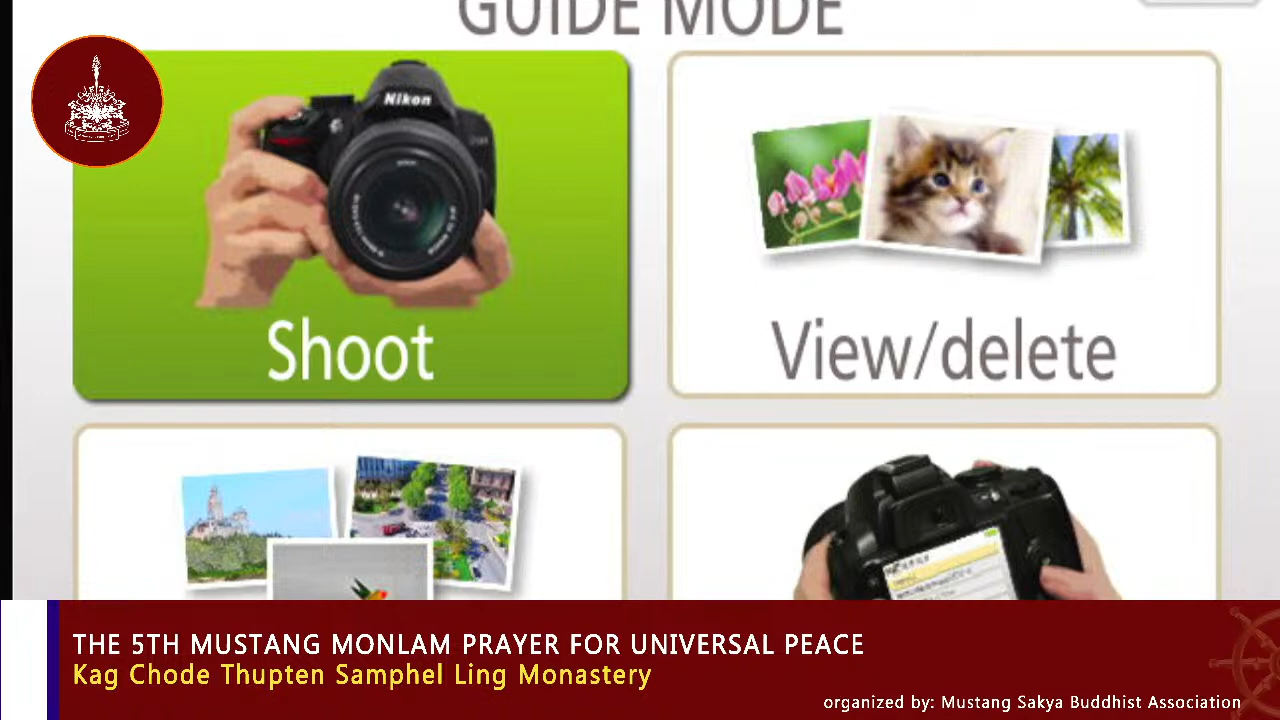 GUIDE MODE
Nikon
Shoot
View/delete
THE 5TH MUSTANG MONLAM PRAYER FOR UNIVERSAL PEACE
Kag Chode Thupten Samphel Ling Monastery
organized by: Mustang Sakya Buddhist Association